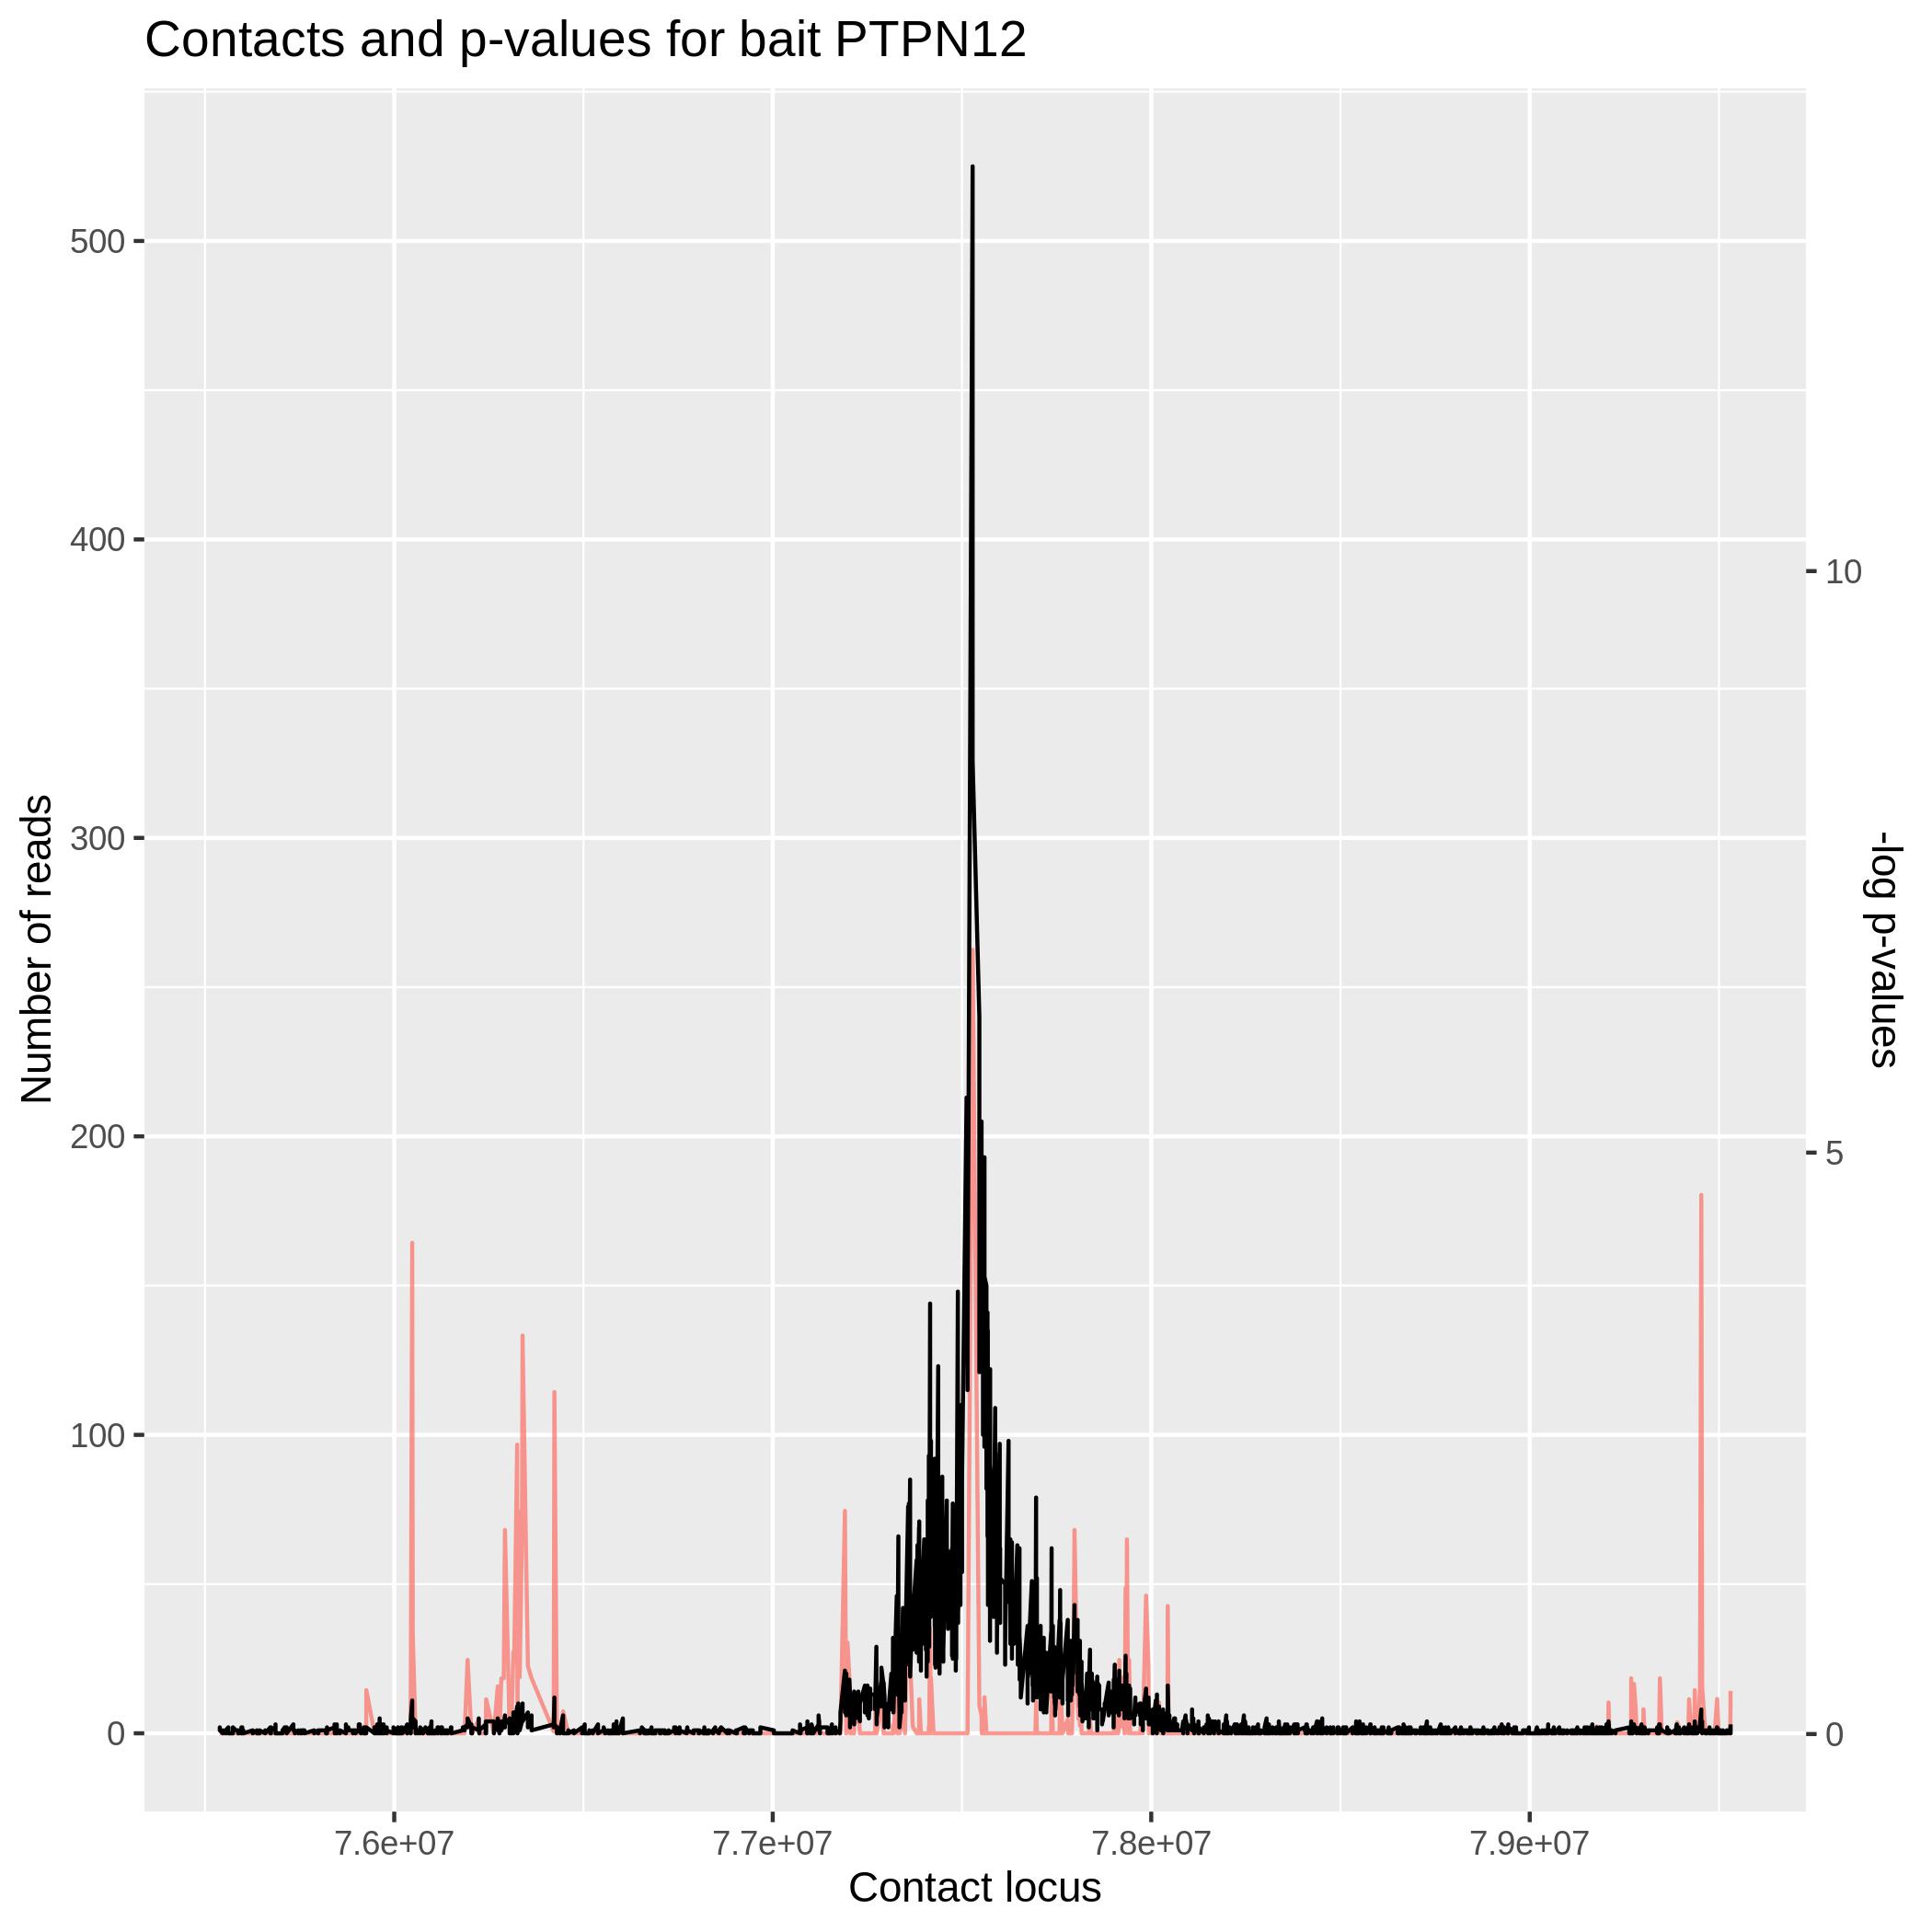 Contacts and p-values for bait PTPN12
Number of reads
500
400
300
200
100
0
10
5
0
-log p-values
7.6e+07
7.7e+07
7.8e+07
7.9e+07
Contact locus